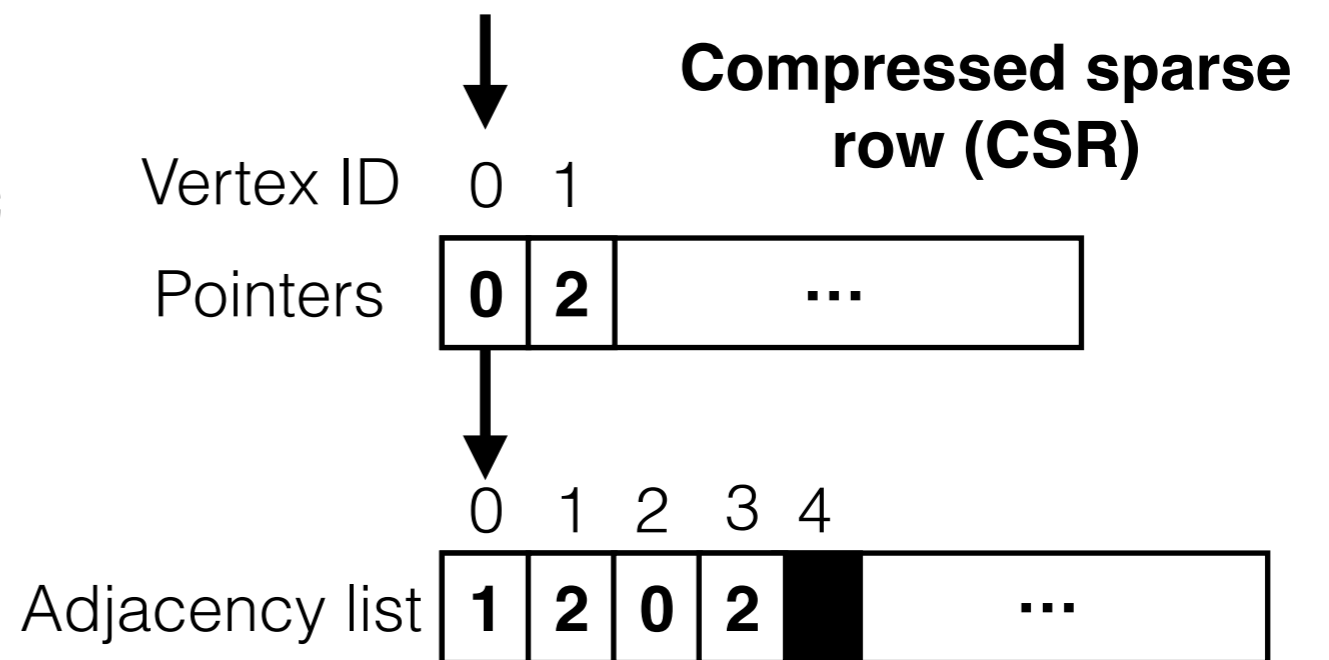 Compressed sparse
row (CSR)
Vertex ID 0 1
Pointers 0 2 ...
0 1 2 3 4
Adjacency list 1 2 0 2 ...